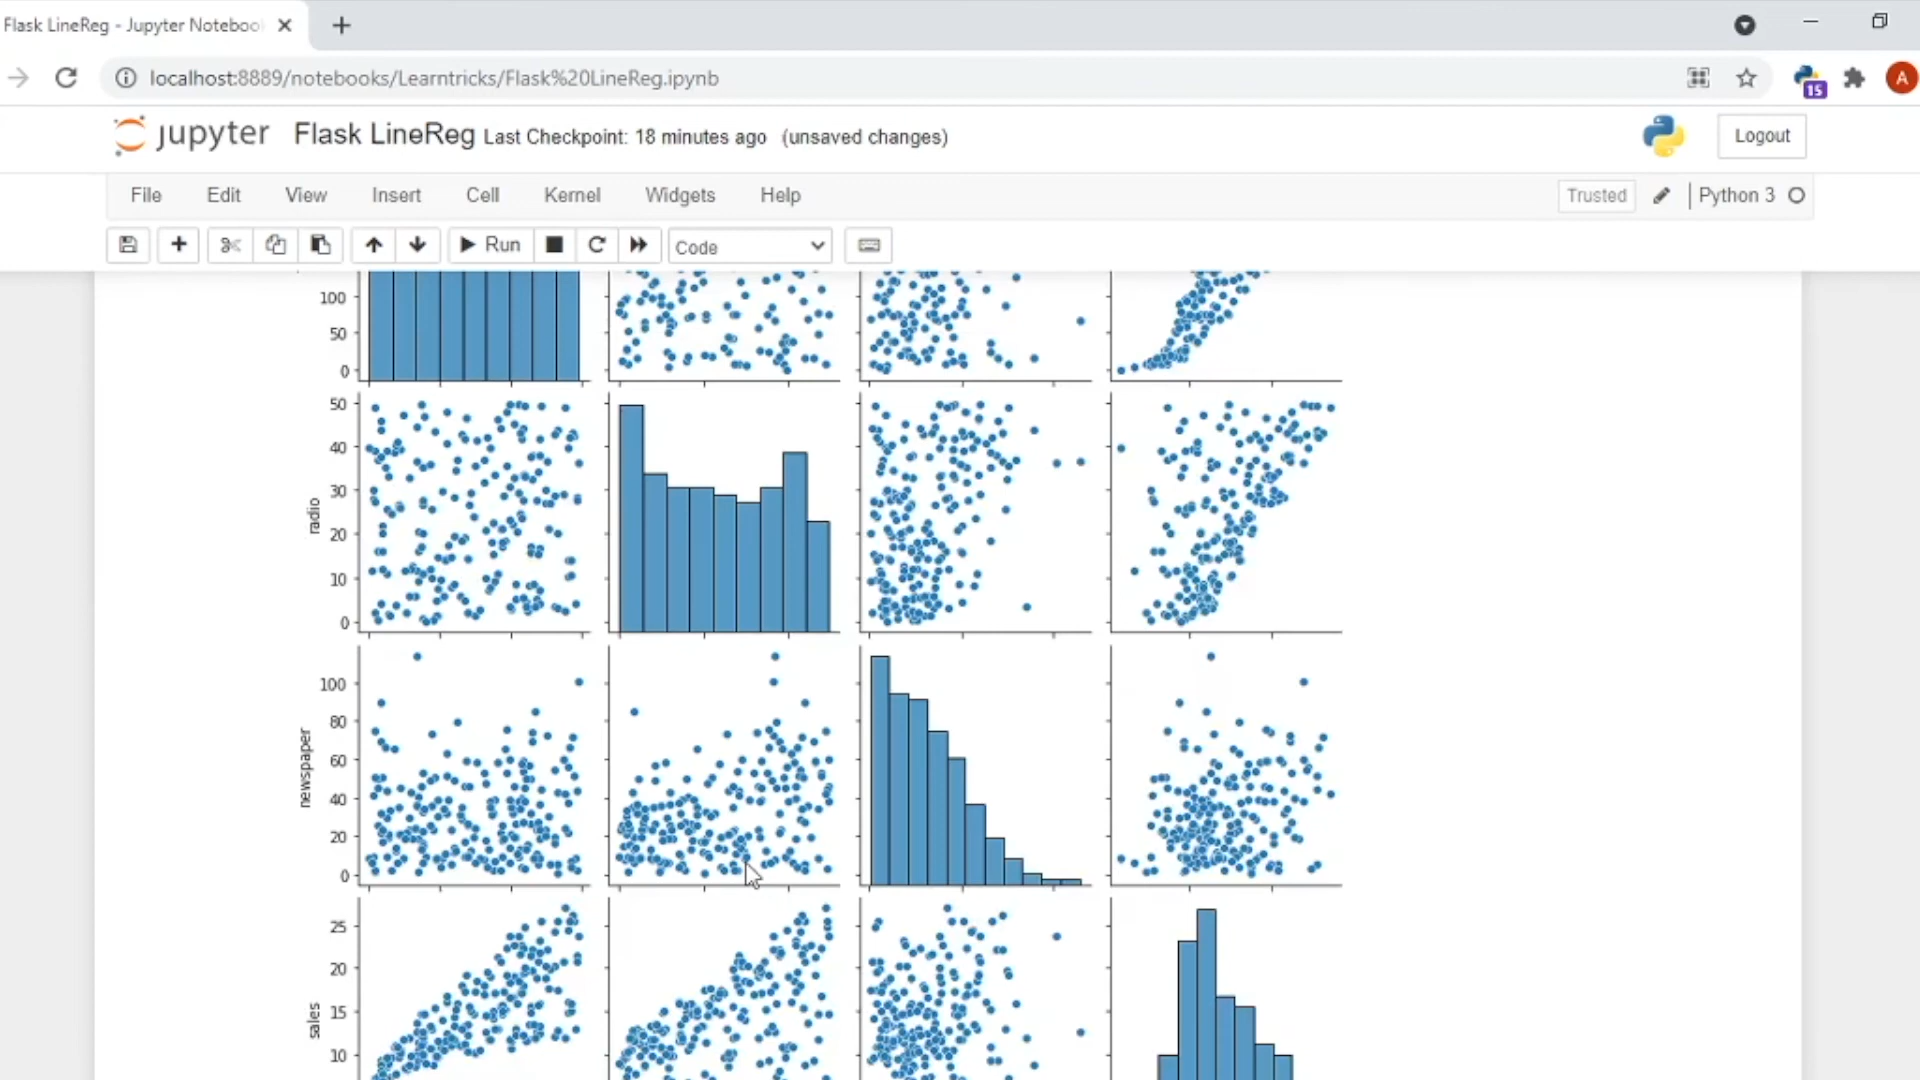 Flask LineReg - Jupyter Noteboo
localhost:8889/notebooks/Learntricks/Flask%20LineReg.ipynb
15
A
jupyter Flask LineReg Last Checkpoint: 18 minutes ago (unsaved changes)
Logout
File Edit View Insert Cell Kernel Widgets Help
Trusted
Python 3
Run
Code
100
50
0
50
40
30
20
10
0
radio
100
80
60
40
20
0
newspaper
25
20
15
10
sales